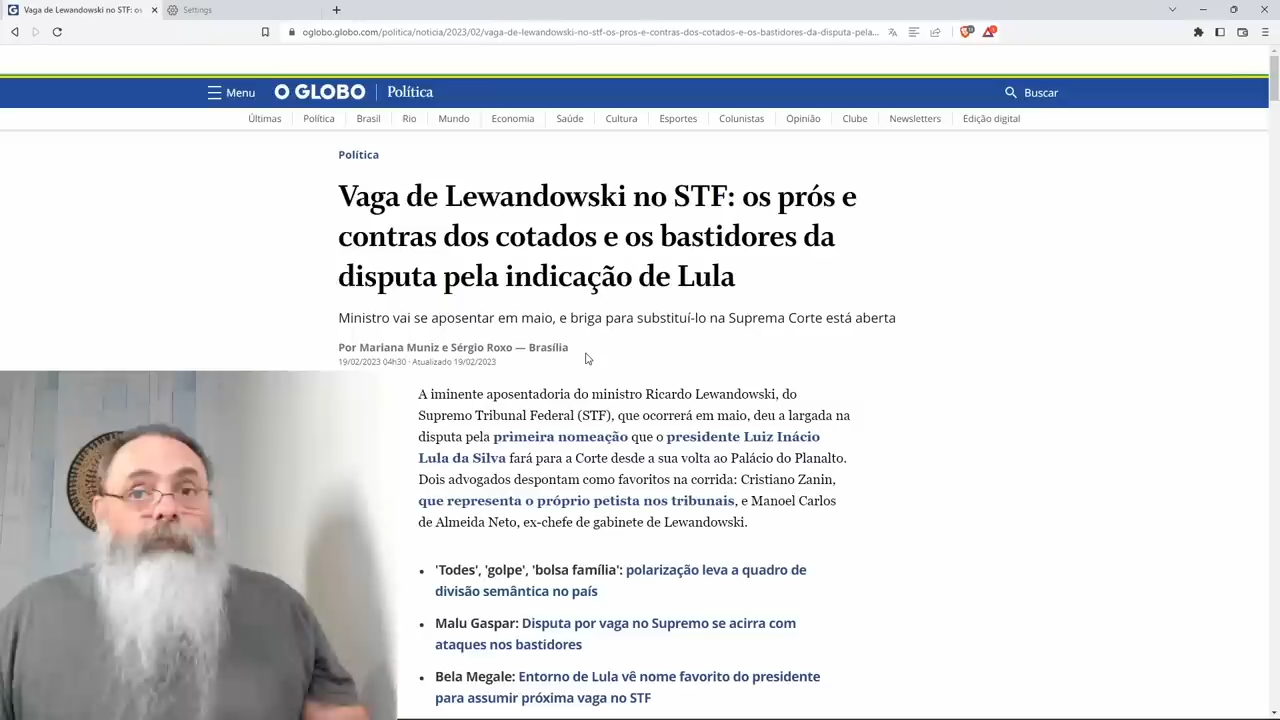 Vaga de Lewandowski no STF: os
Settings
oglobo.globo.com/politica/noticia/2023/02/vaga-de-lewandowski-no-stf-os-pros-e-contras-dos-cotados-e-os-bastidores-da-disputa-pela...
Menu
O GLOBO
Política
Buscar
Últimas
Política
Brasil
Rio
Mundo
Economia
Saúde
Cultura
Esportes
Colunistas
Opinião
Clube
Newsletters
Edição digital
Política
Vaga de Lewandowski no STF: os prós e
contras dos cotados e os bastidores da
disputa pela indicação de Lula
Ministro vai se aposentar em maio, e briga para substituí-lo na Suprema Corte está aberta
Por Mariana Muniz e Sérgio Roxo — Brasília
19/02/2023 04h30 · Atualizado 19/02/2023
A iminente aposentadoria do ministro Ricardo Lewandowski, do
Supremo Tribunal Federal (STF), que ocorrerá em maio, deu a largada na
disputa pela primeira nomeação que o presidente Luiz Inácio
Lula da Silva fará para a Corte desde a sua volta ao Palácio do Planalto.
Dois advogados despontam como favoritos na corrida: Cristiano Zanin,
que representa o próprio petista nos tribunais, e Manoel Carlos
de Almeida Neto, ex-chefe de gabinete de Lewandowski.
• 'Todes', 'golpe', 'bolsa família': polarização leva a quadro de
divisão semântica no país
• Malu Gaspar: Disputa por vaga no Supremo se acirra com
ataques nos bastidores
• Bela Megale: Entorno de Lula vê nome favorito do presidente
para assumir próxima vaga no STF